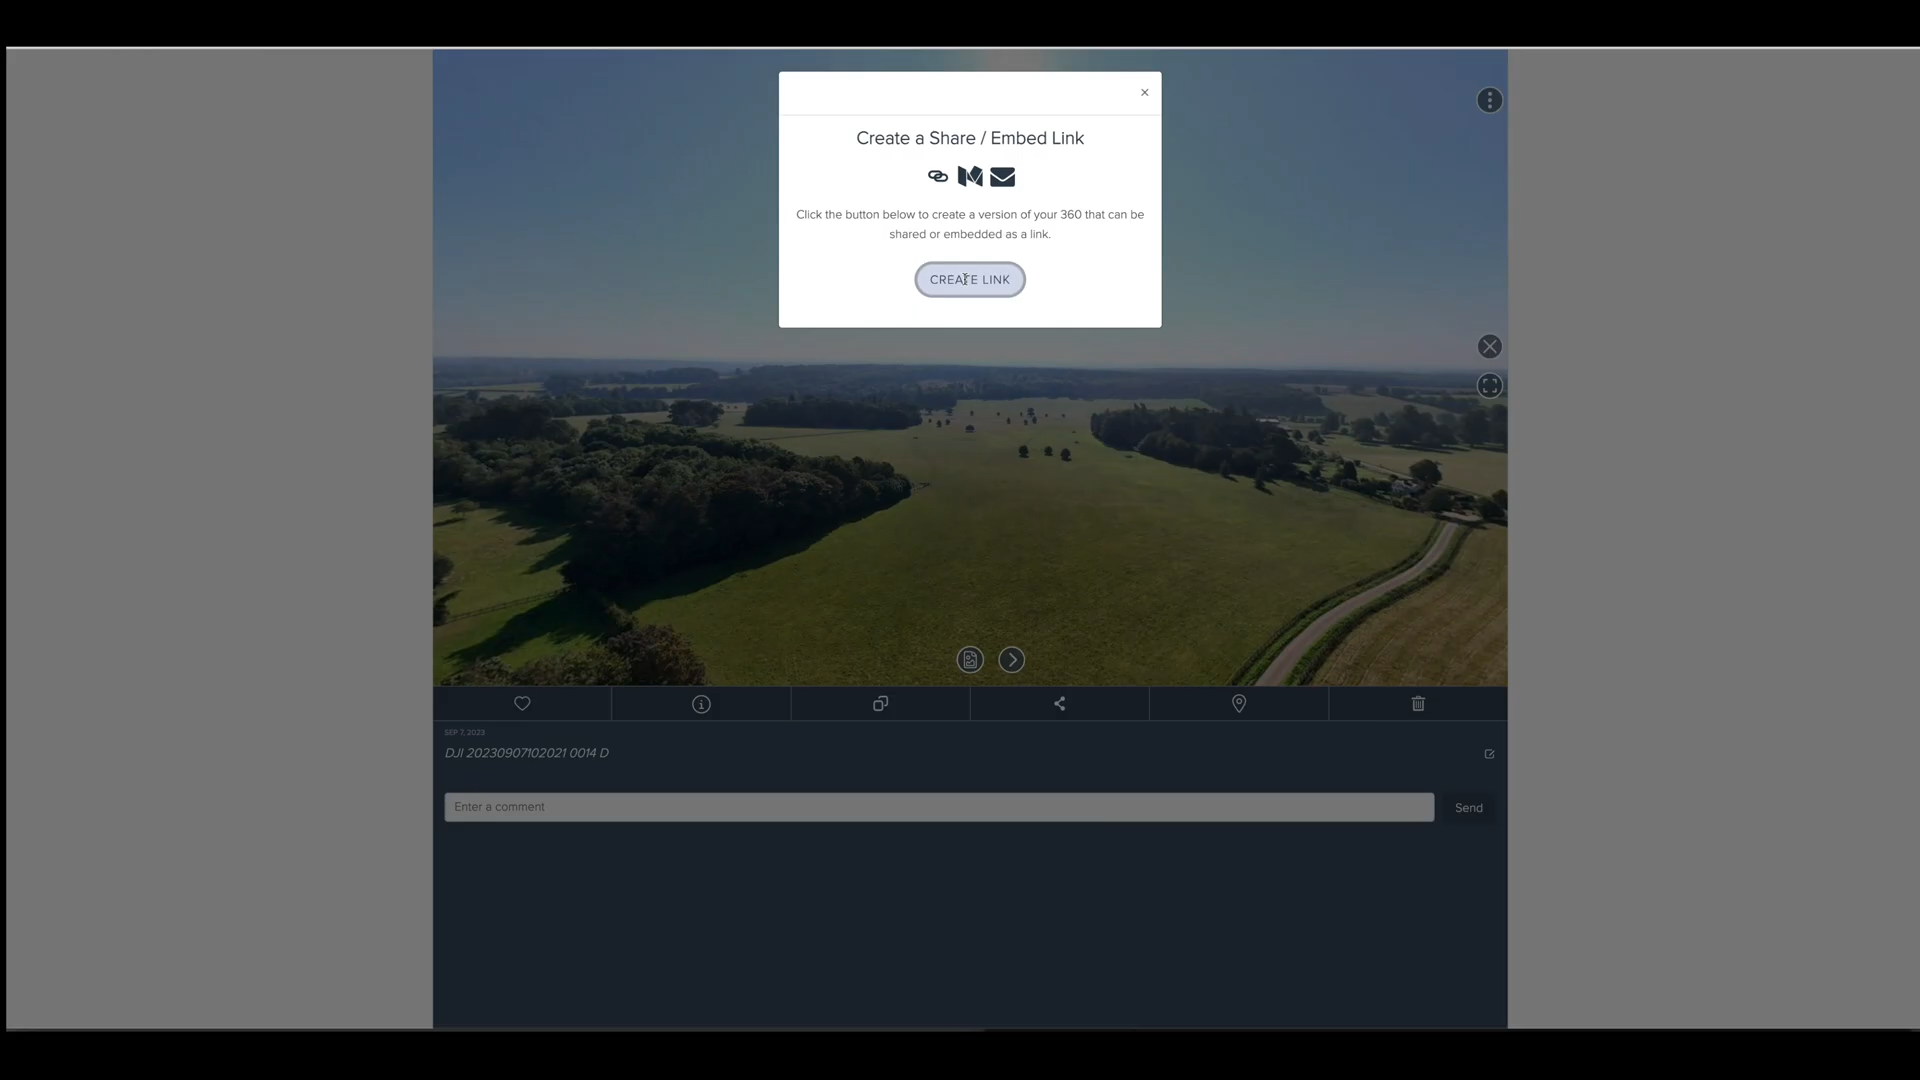 ×
Create a Share / Embed Link
Click the button below to create a version of your 360 that can be
shared or embedded as a link.
CREATE LINK
SEP 7, 2023
DJI 20230907102021 0014 D
Enter a comment
Send